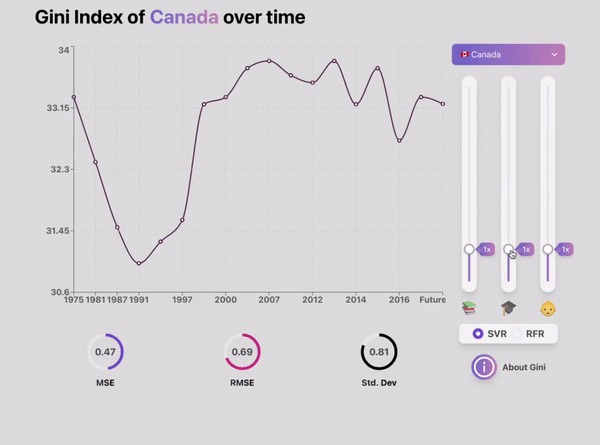 Gini Index of Canada over time
Canada
34
33.15
32.3
31.45
30.6
1975 1981 1987 1991 1997 2000 2007 2012 2014 2016 Future
1x 1x 1x
SVR RFR
i About Gini
0.47 0.69 0.81
MSE RMSE Std. Dev